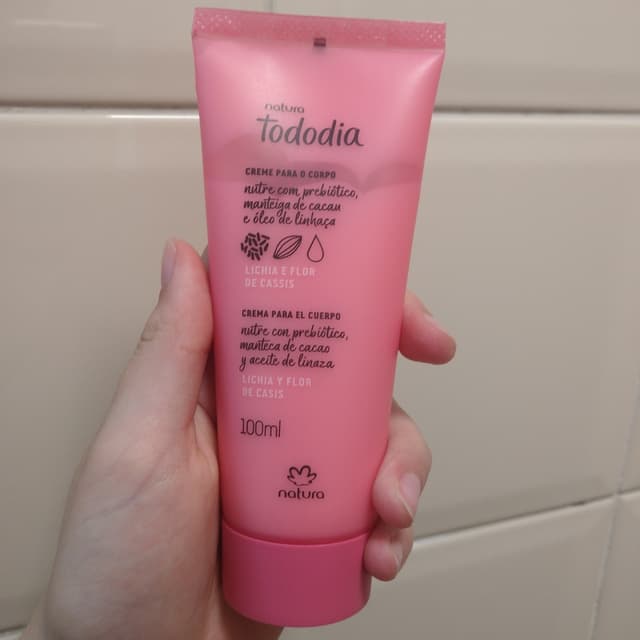 natura
Tododia
CREME PARA O CORPO
nutre com prebiótico,
manteiga de cacau
e óleo de linhaça
LICHIA E FLOR
DE CASSIS
CREMA PARA EL CUERPO
nutre con prebiótico,
manteca de cacao
y aceite de linaza
LICHIA Y FLOR
DE CASIS
100ml
natura